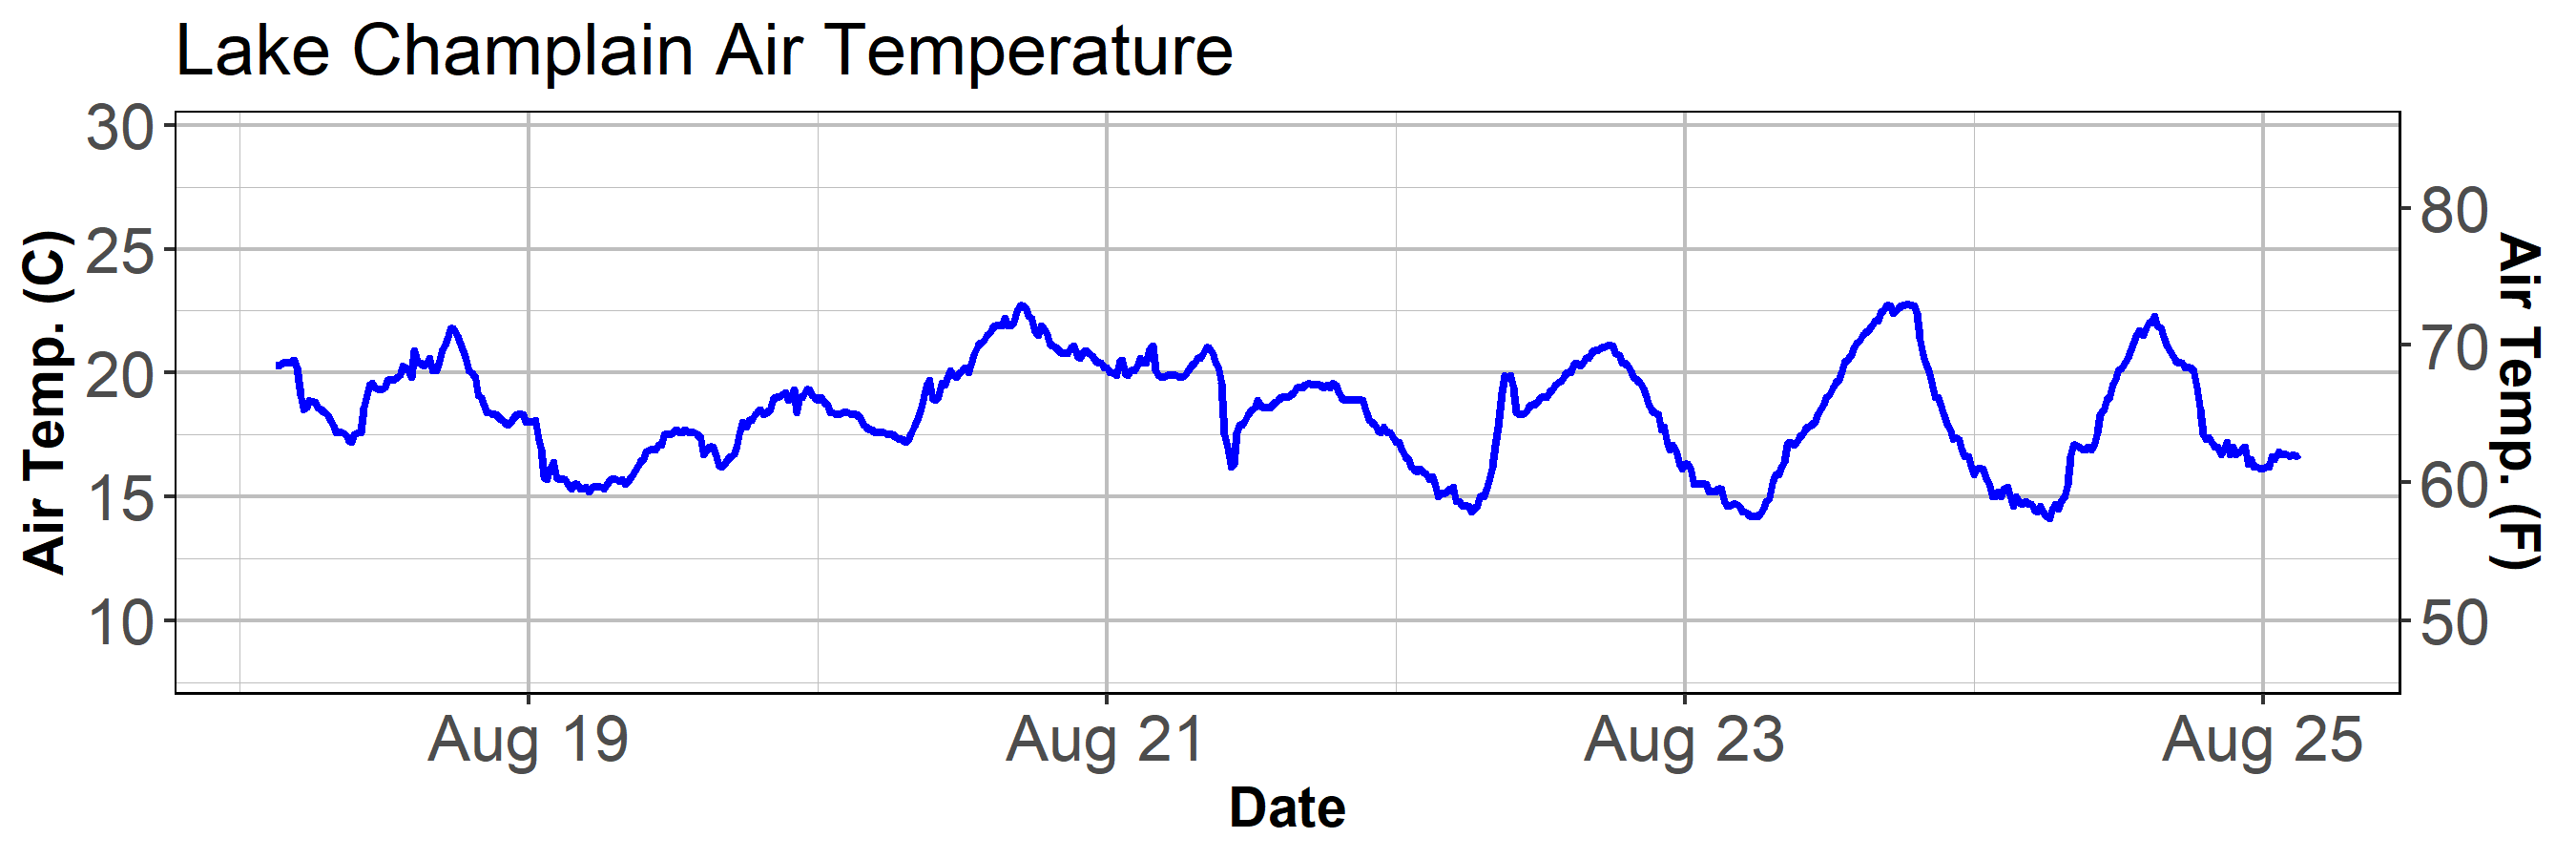 Lake Champlain Air Temperature
30
25
20
15
10
Air Temp. (C)
80
70
60
50
Air Temp. (F)
Aug 19
Aug 21
Aug 23
Aug 25
Date